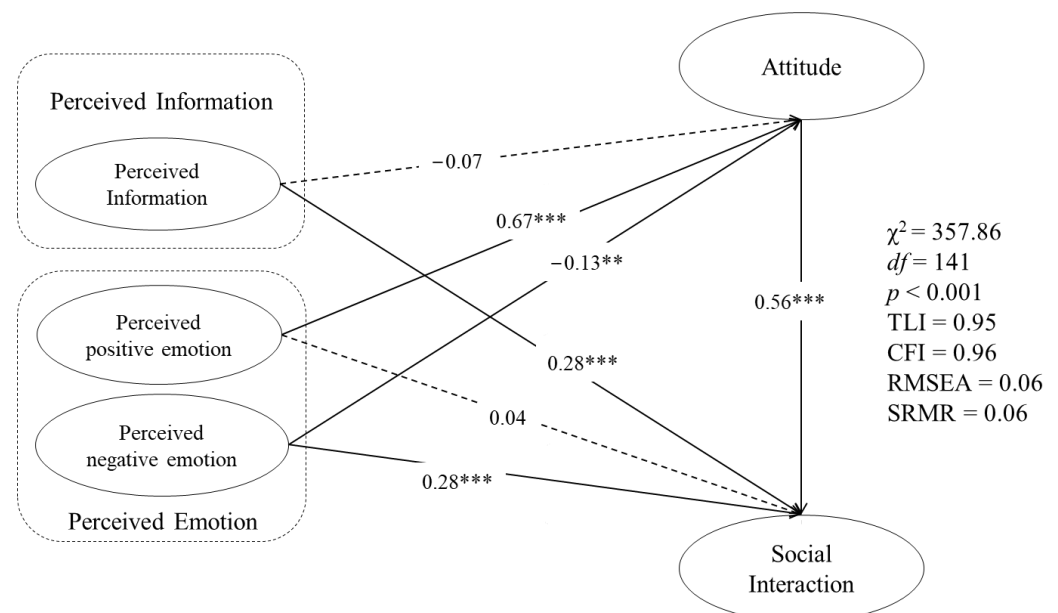 Attitude
Perceived Information
Perceived
Information
−0.07
0.67***
−0.13**
χ² = 357.86
df = 141
p < 0.001
TLI = 0.95
CFI = 0.96
RMSEA = 0.06
SRMR = 0.06
0.56***
Perceived
positive emotion
0.28***
0.04
Perceived
negative emotion
0.28***
Perceived Emotion
Social
Interaction